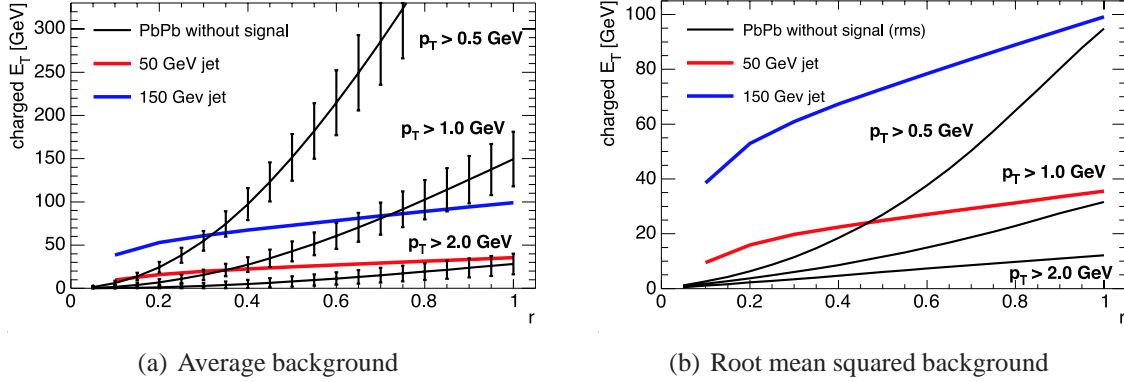 charged E_T [GeV]
300
250
200
150
100
50
0
PbPb without signal
50 GeV jet
150 Gev jet
p_T > 0.5 GeV
p_T > 1.0 GeV
p_T > 2.0 GeV
0
0.2
0.4
0.6
0.8
1
r
(a) Average background
charged E_T [GeV]
100
80
60
40
20
0
PbPb without signal (rms)
50 GeV jet
150 Gev jet
p_T > 0.5 GeV
p_T > 1.0 GeV
p_T > 2.0 GeV
0
0.2
0.4
0.6
0.8
1
r
(b) Root mean squared background